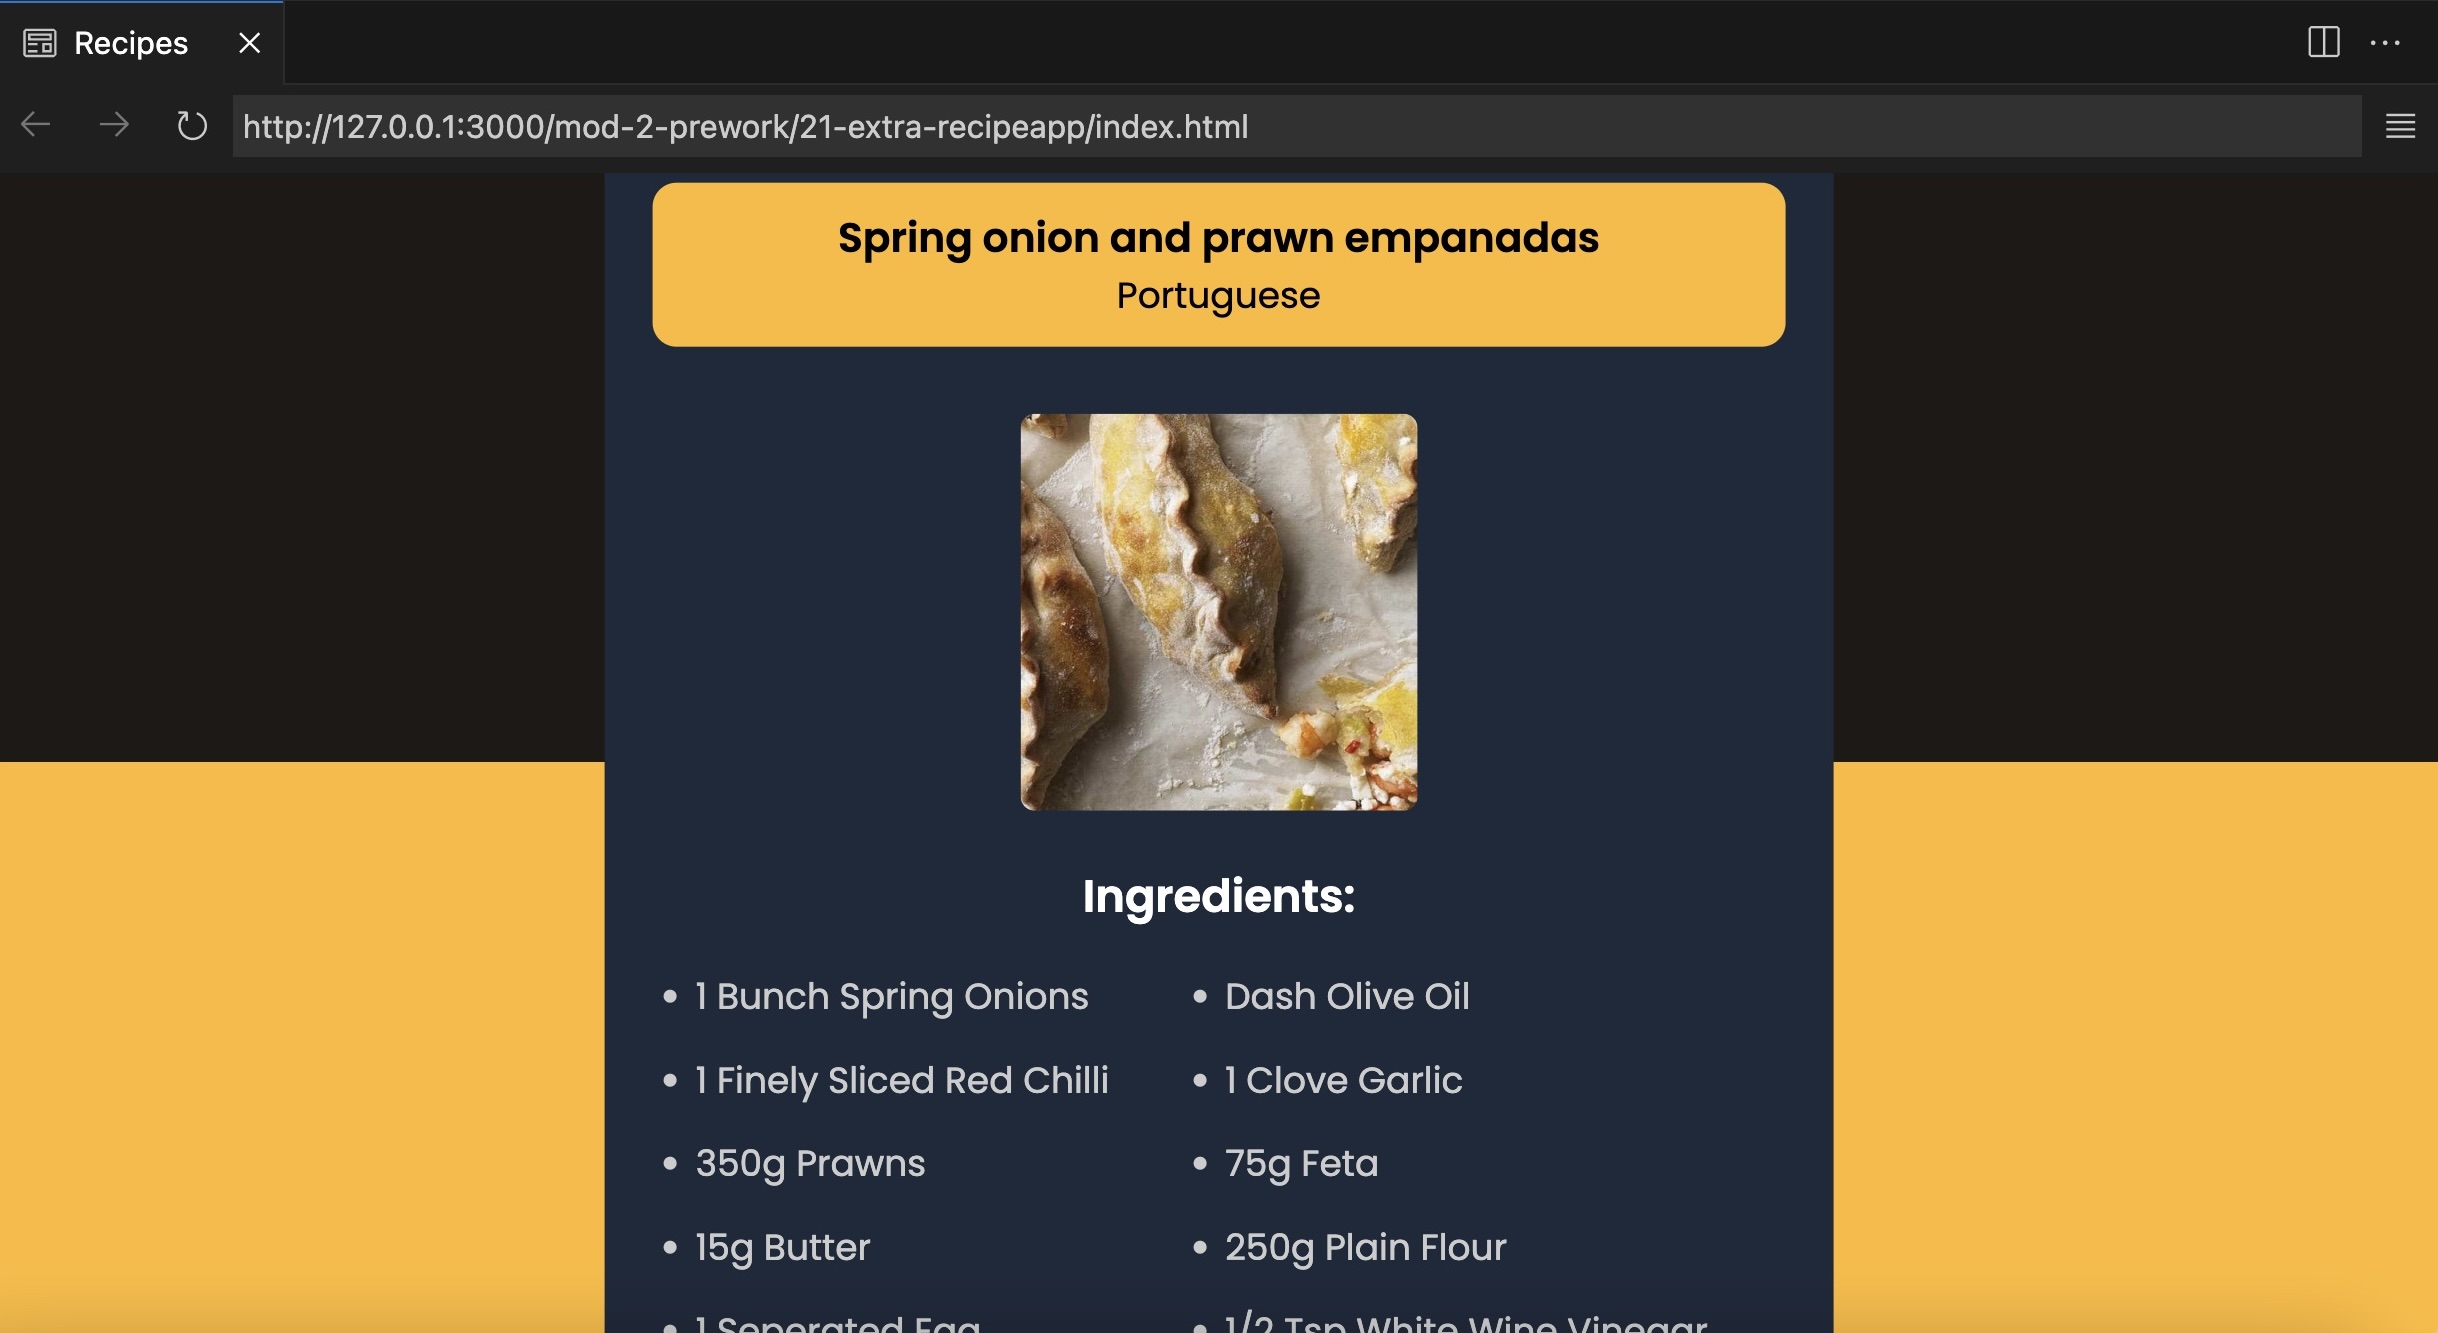 Recipes
http://127.0.0.1:3000/mod-2-prework/21-extra-recipeapp/index.html
Spring onion and prawn empanadas
Portuguese
Ingredients:
• 1 Bunch Spring Onions
• Dash Olive Oil
• 1 Finely Sliced Red Chilli
• 1 Clove Garlic
• 350g Prawns
• 75g Feta
• 15g Butter
• 250g Plain Flour
• 1 Seperated Egg
• 1/2 Tsp White Wine Vinegar